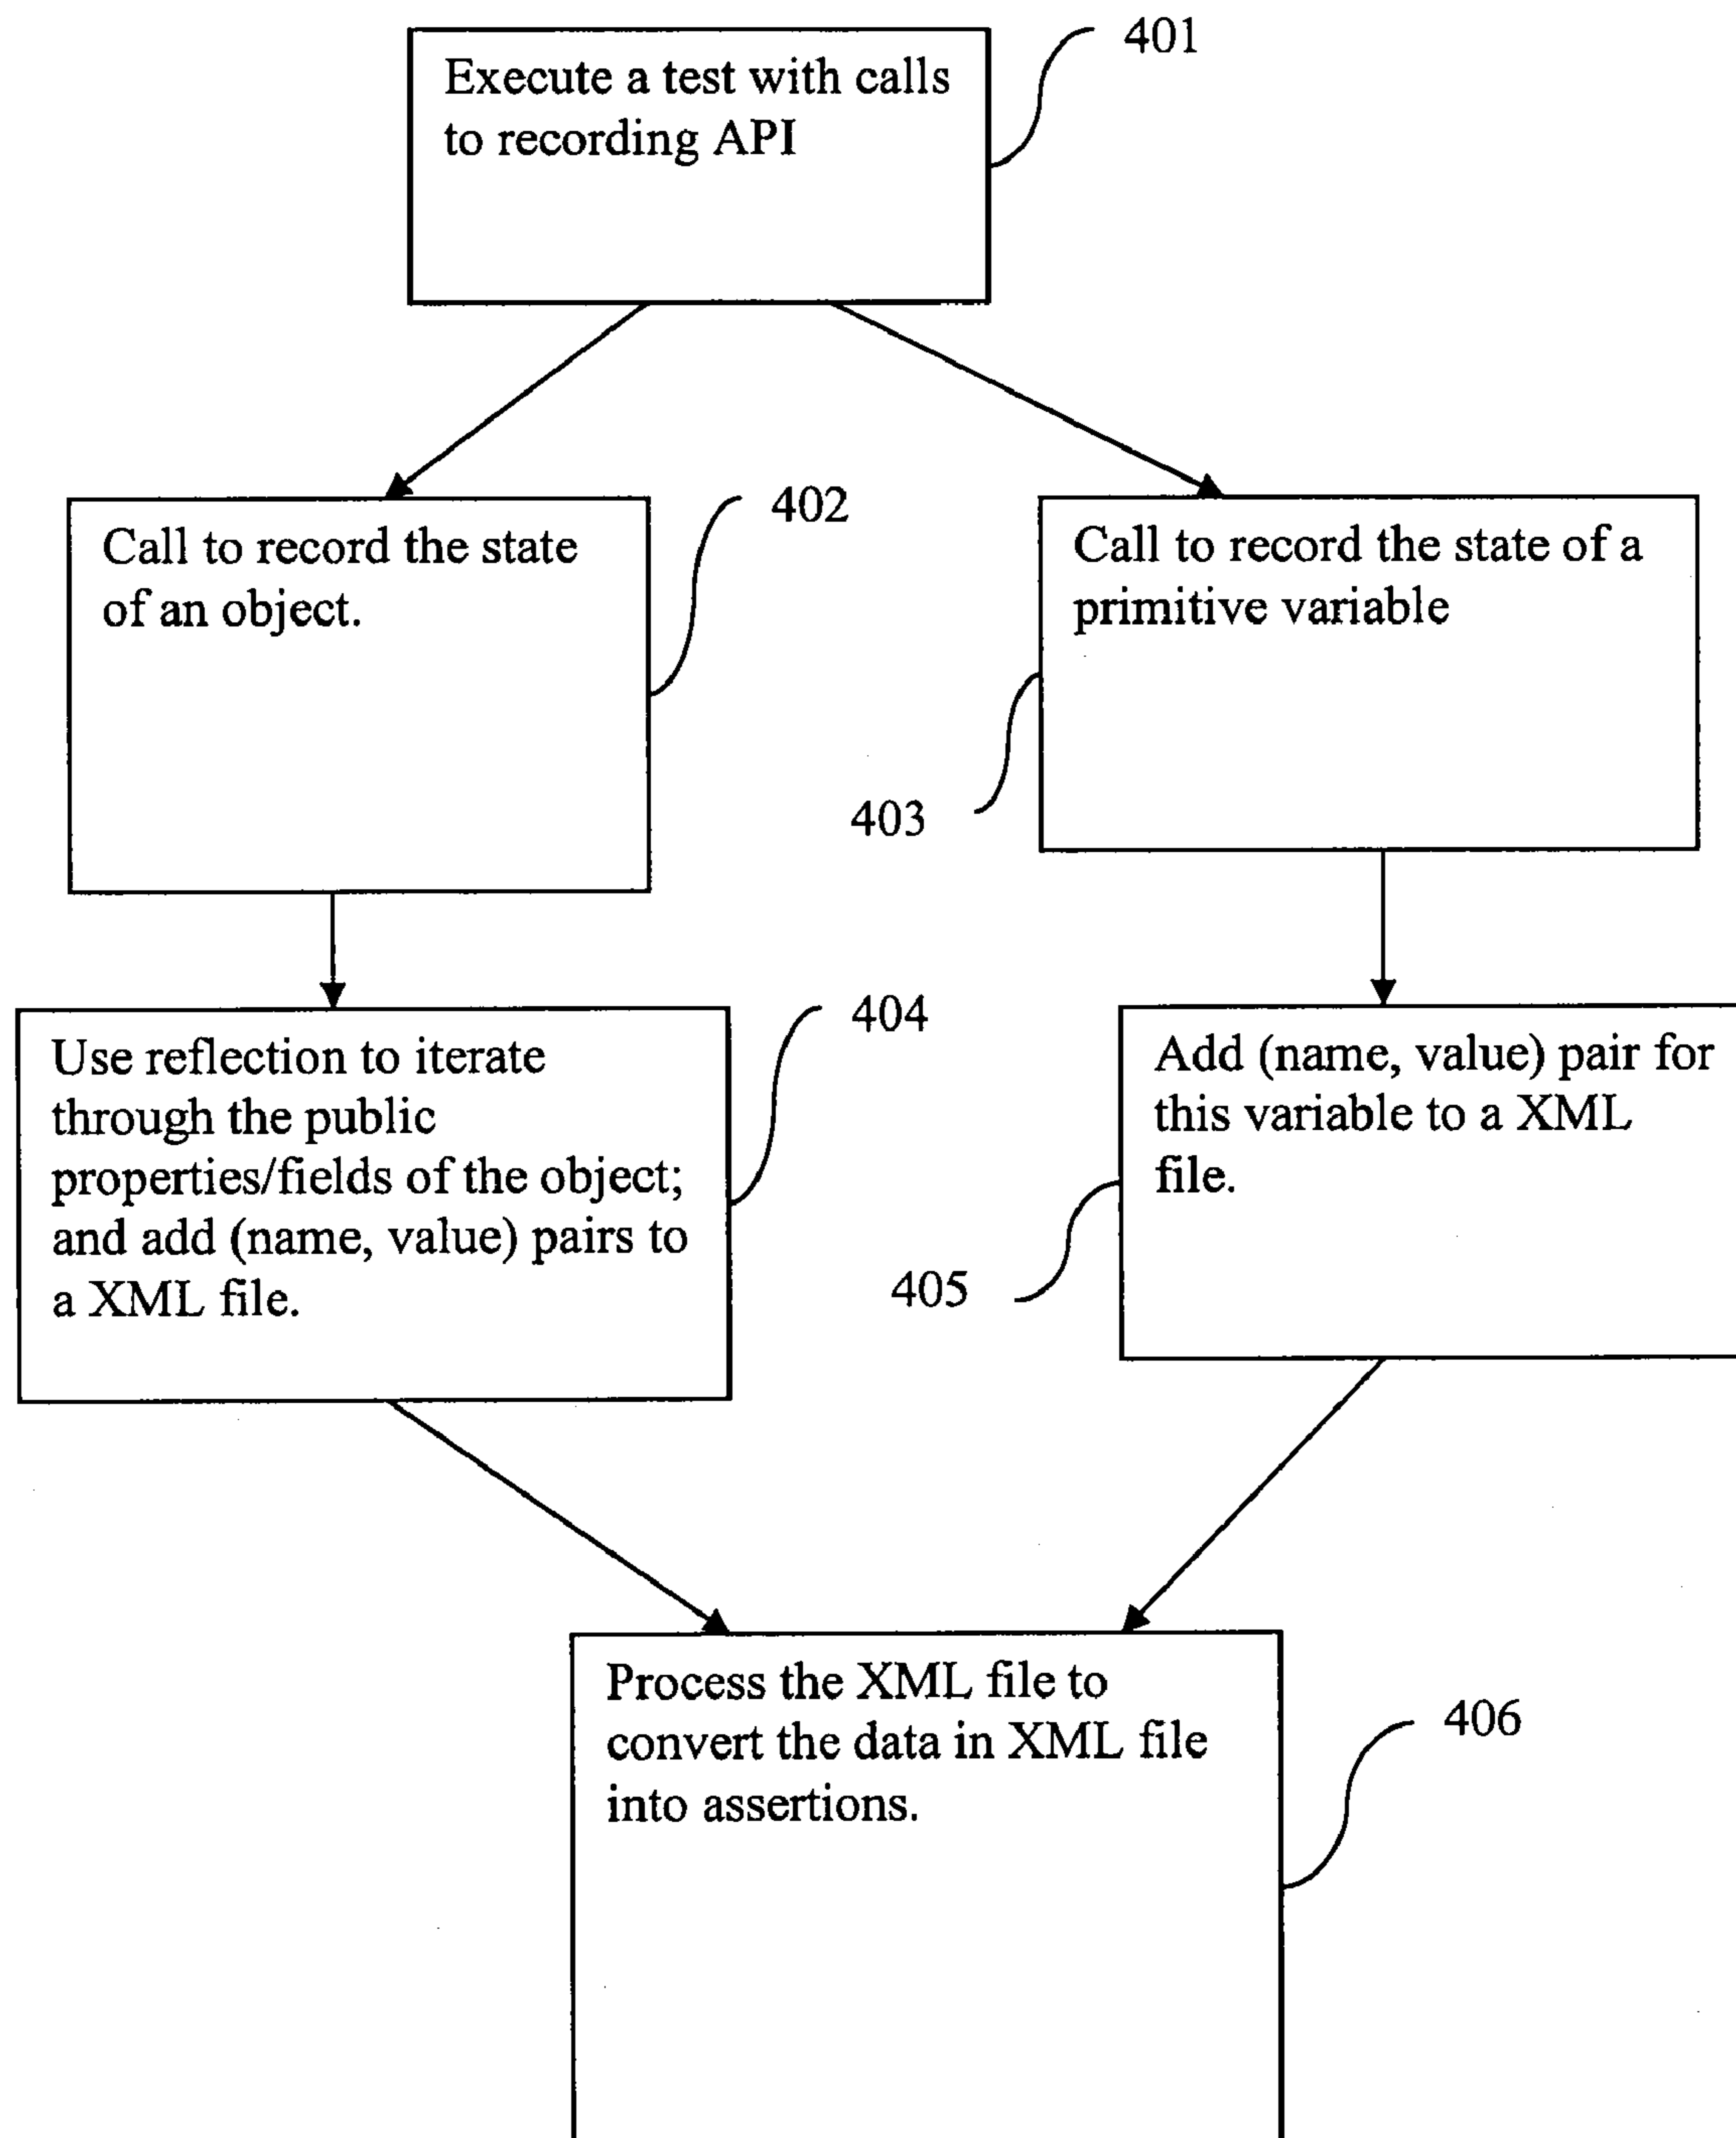 401
Execute a test with calls
to recording API
402
Call to record the state
of an object.
Call to record the state of a
primitive variable
403
404
Use reflection to iterate
through the public
properties/fields of the object;
and add (name, value) pairs to
a XML file.
Add (name, value) pair for
this variable to a XML
file.
405
Process the XML file to
convert the data in XML file
into assertions.
406